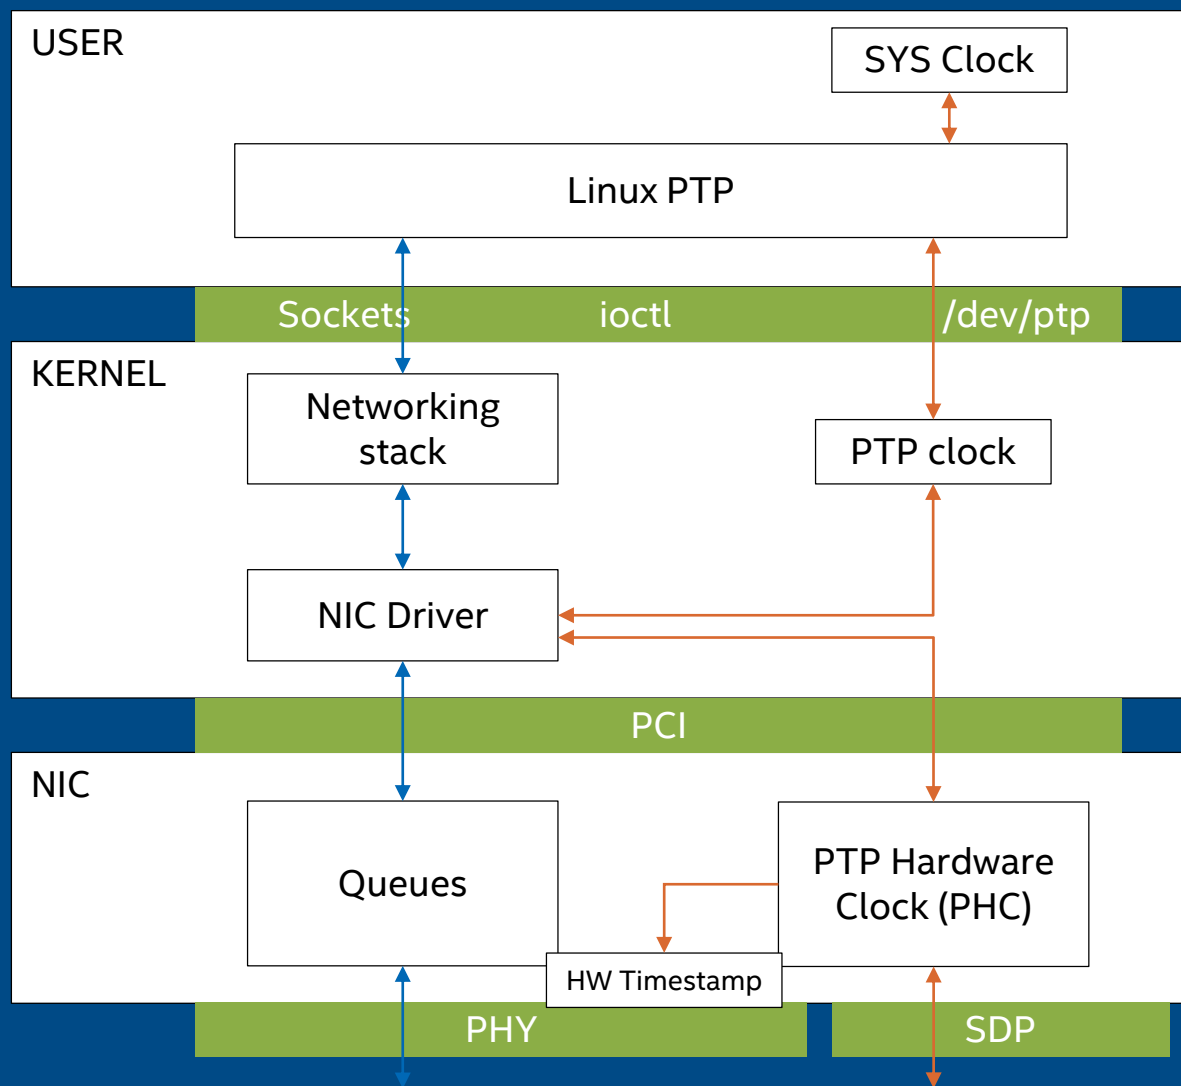 USER
SYS Clock
Linux PTP
Sockets ioctl /dev/ptp
KERNEL
Networking
stack
PTP clock
NIC Driver
PCI
NIC
Queues
PTP Hardware
Clock (PHC)
HW Timestamp
PHY
SDP